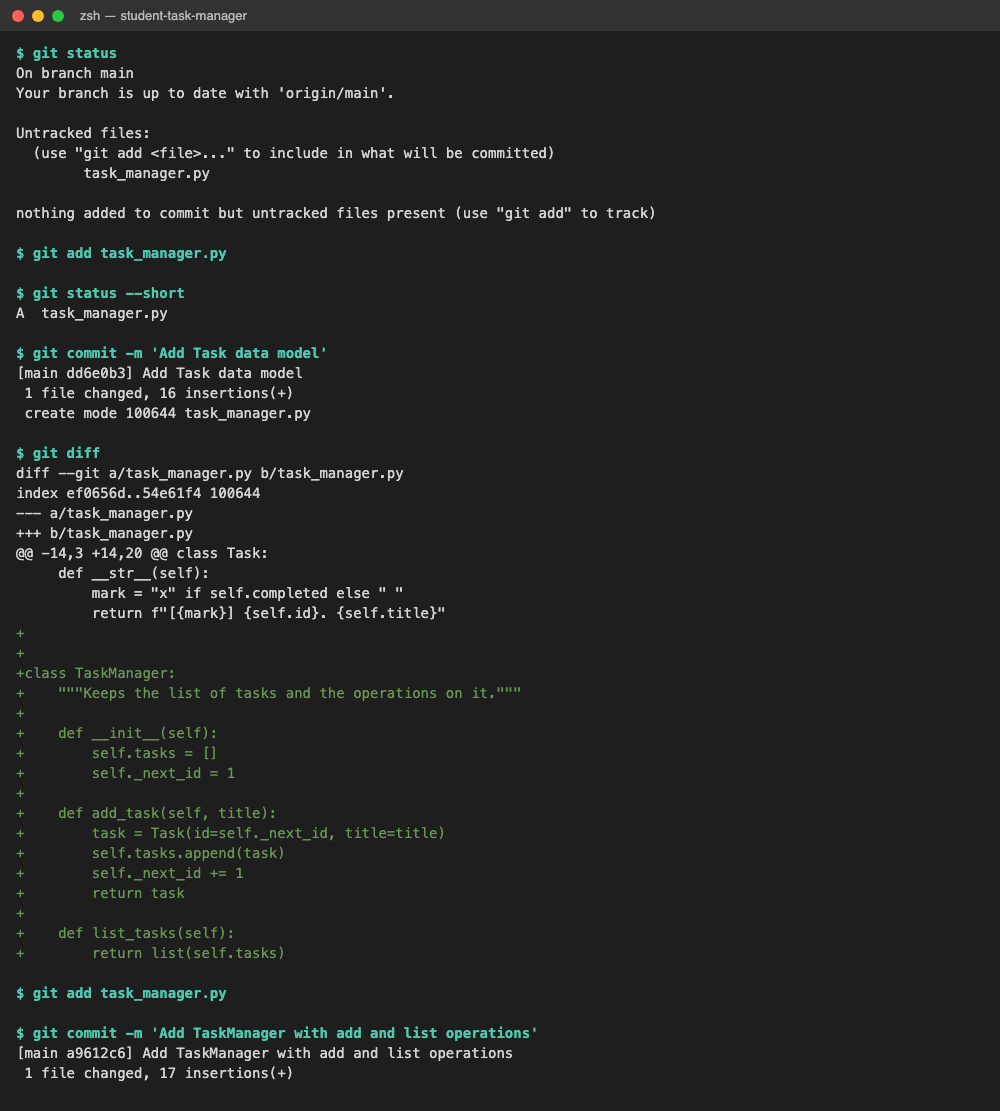 zsh — student-task-manager
$ git status
On branch main
Your branch is up to date with 'origin/main'.

Untracked files:
  (use "git add <file>..." to include in what will be committed)
        task_manager.py

nothing added to commit but untracked files present (use "git add" to track)

$ git add task_manager.py

$ git status --short
A  task_manager.py

$ git commit -m 'Add Task data model'
[main dd6e0b3] Add Task data model
 1 file changed, 16 insertions(+)
 create mode 100644 task_manager.py

$ git diff
diff --git a/task_manager.py b/task_manager.py
index ef0656d..54e61f4 100644
--- a/task_manager.py
+++ b/task_manager.py
@@ -14,3 +14,20 @@ class Task:
     def __str__(self):
         mark = "x" if self.completed else " "
         return f"[{mark}] {self.id}. {self.title}"
+
+
+class TaskManager:
+    """Keeps the list of tasks and the operations on it."""
+
+    def __init__(self):
+        self.tasks = []
+        self._next_id = 1
+
+    def add_task(self, title):
+        task = Task(id=self._next_id, title=title)
+        self.tasks.append(task)
+        self._next_id += 1
+        return task
+
+    def list_tasks(self):
+        return list(self.tasks)

$ git add task_manager.py

$ git commit -m 'Add TaskManager with add and list operations'
[main a9612c6] Add TaskManager with add and list operations
 1 file changed, 17 insertions(+)